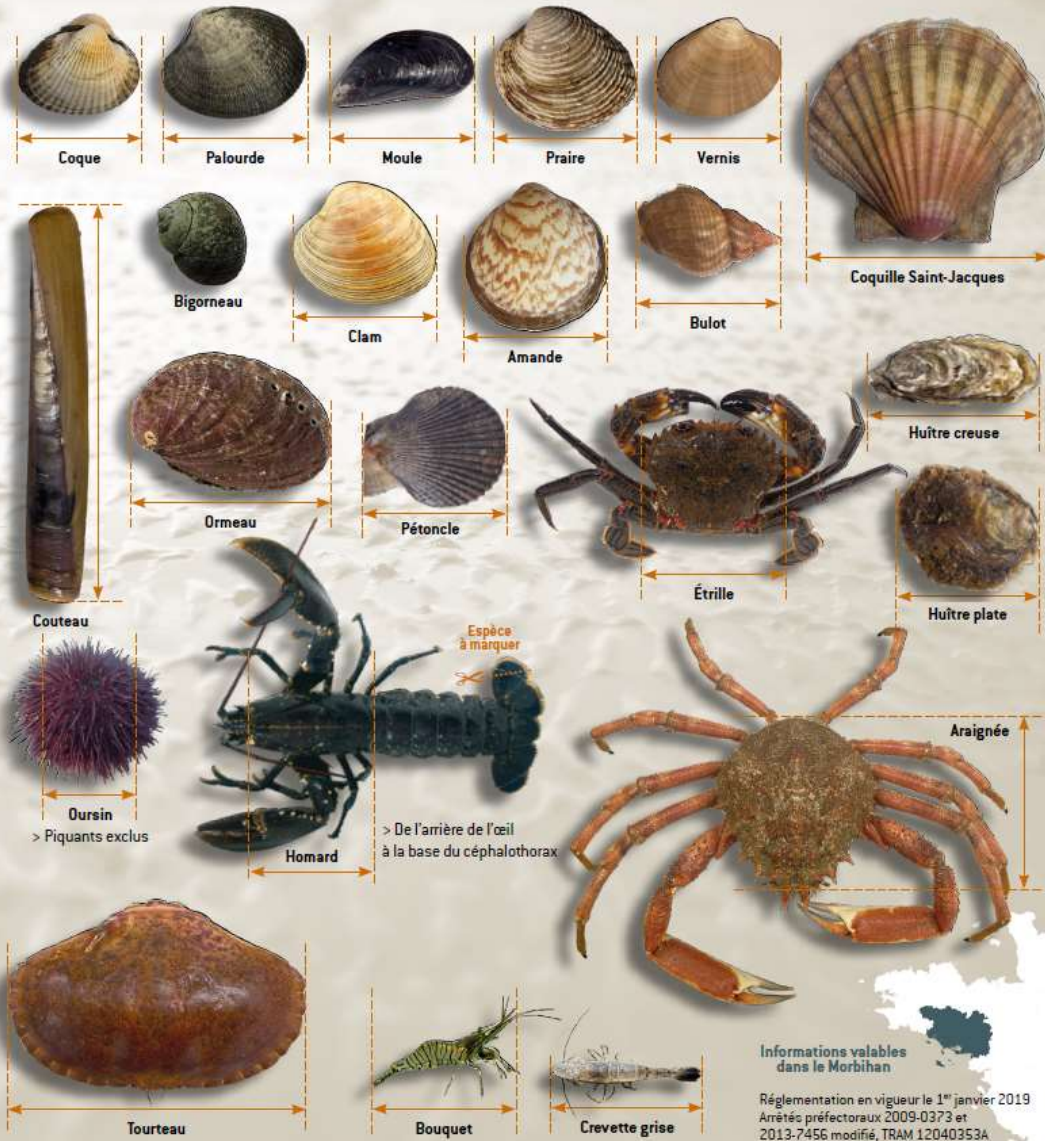 Coque
Palourde
Moule
Praire
Vernis
Coquille Saint-Jacques
Bigorneau
Clam
Amande
Bulot
Huître creuse
Ormeau
Pétoncle
Étrille
Huître plate
Couteau
Espèce
à marquer
Araignée
Oursin
> Piquants exclus
Homard
> De l'arrière de l'œil
à la base du céphalothorax
Tourteau
Bouquet
Crevette grise
Informations valables
dans le Morbihan
Réglementation en vigueur le 1er janvier 2019
Arrêtés préfectoraux 2009-0373 et
2013-7456 modifié, TRAM 12040353A